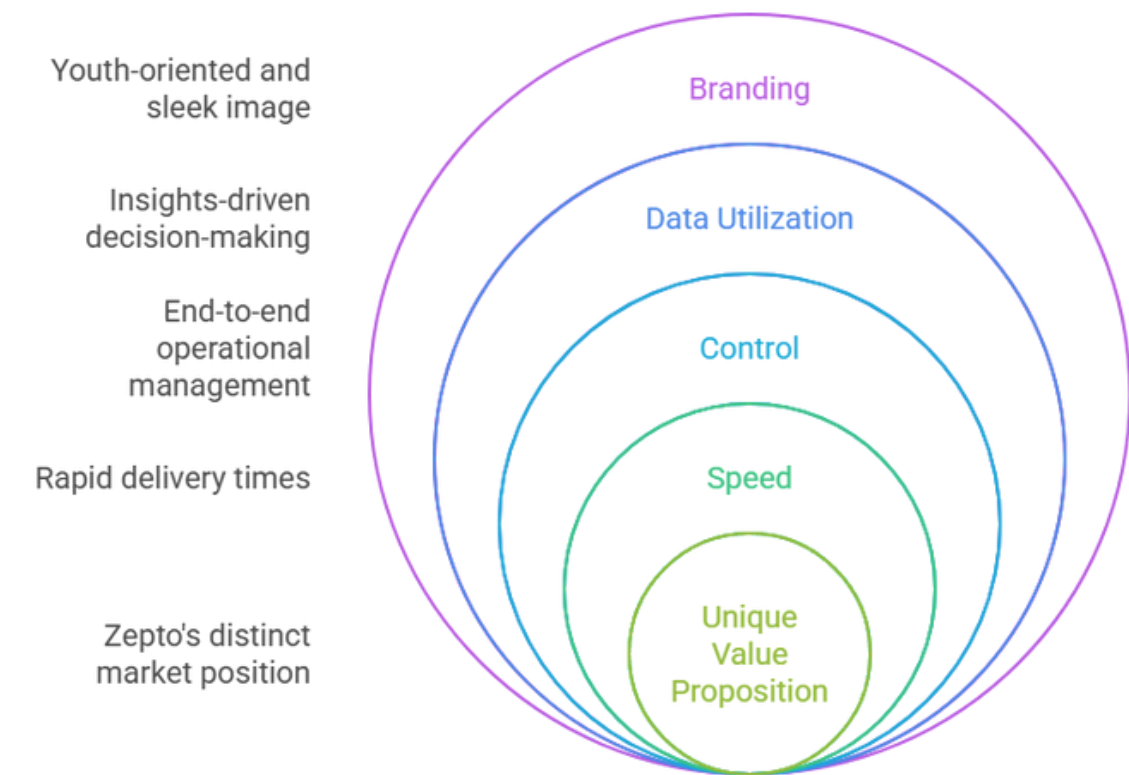 Youth-oriented and
sleek image
Branding
Insights-driven
decision-making
Data Utilization
End-to-end
operational
management
Control
Rapid delivery times
Speed
Zepto's distinct
market position
Unique
Value
Proposition